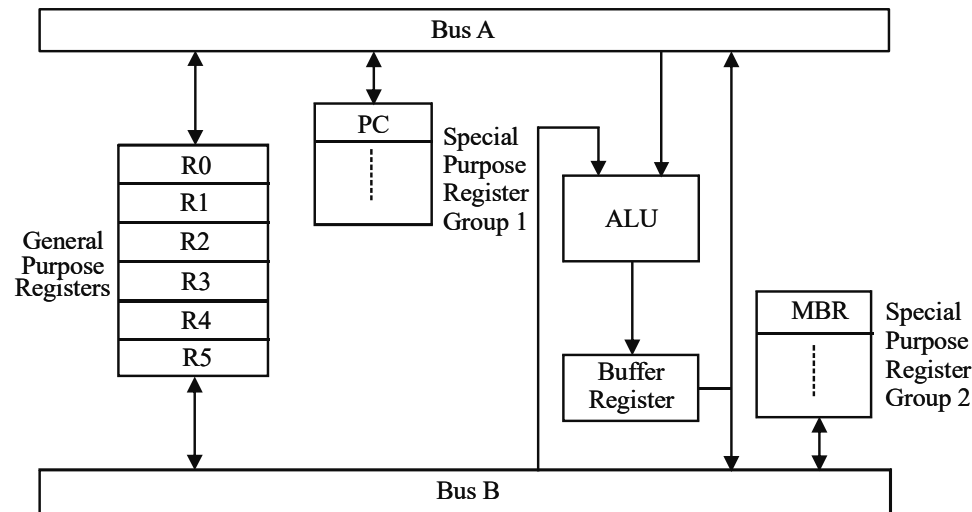 Bus A
PC
Special
Purpose
Register
Group 1
R0
R1
R2
R3
R4
R5
General
Purpose
Registers
ALU
Buffer
Register
MBR
Special
Purpose
Register
Group 2
Bus B